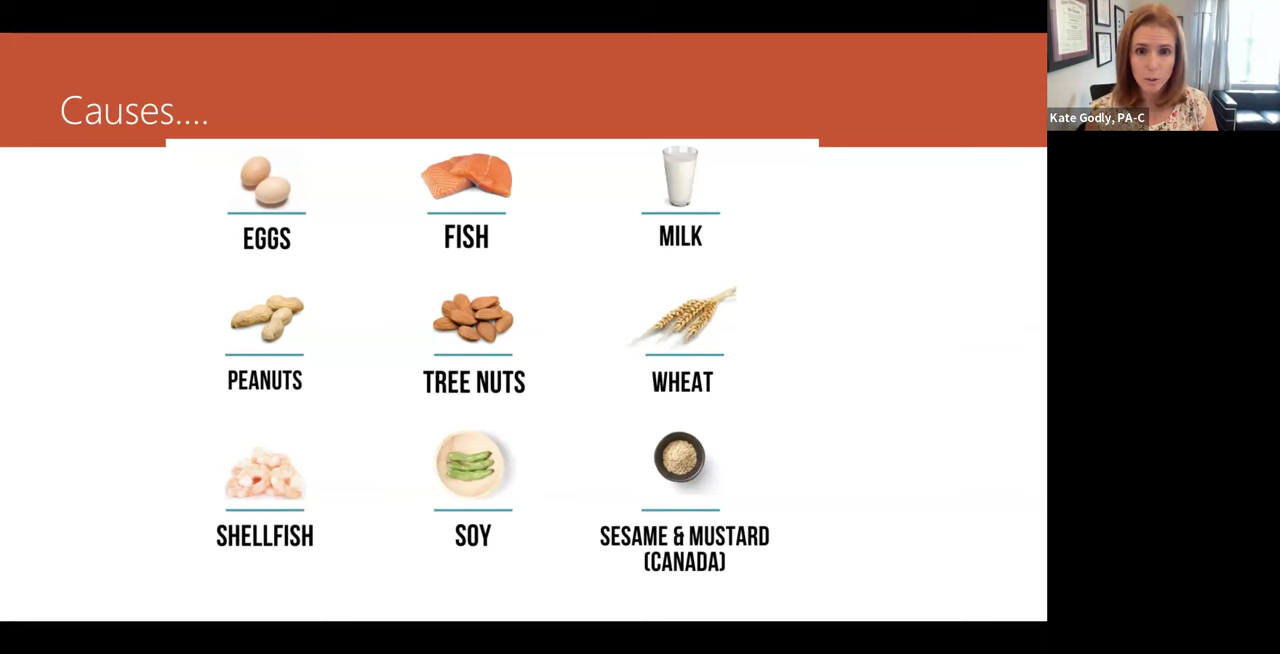 Causes....
Kate Godly, PA-C
EGGS
FISH
MILK
PEANUTS
TREE NUTS
WHEAT
SHELLFISH
SOY
SESAME & MUSTARD
(CANADA)